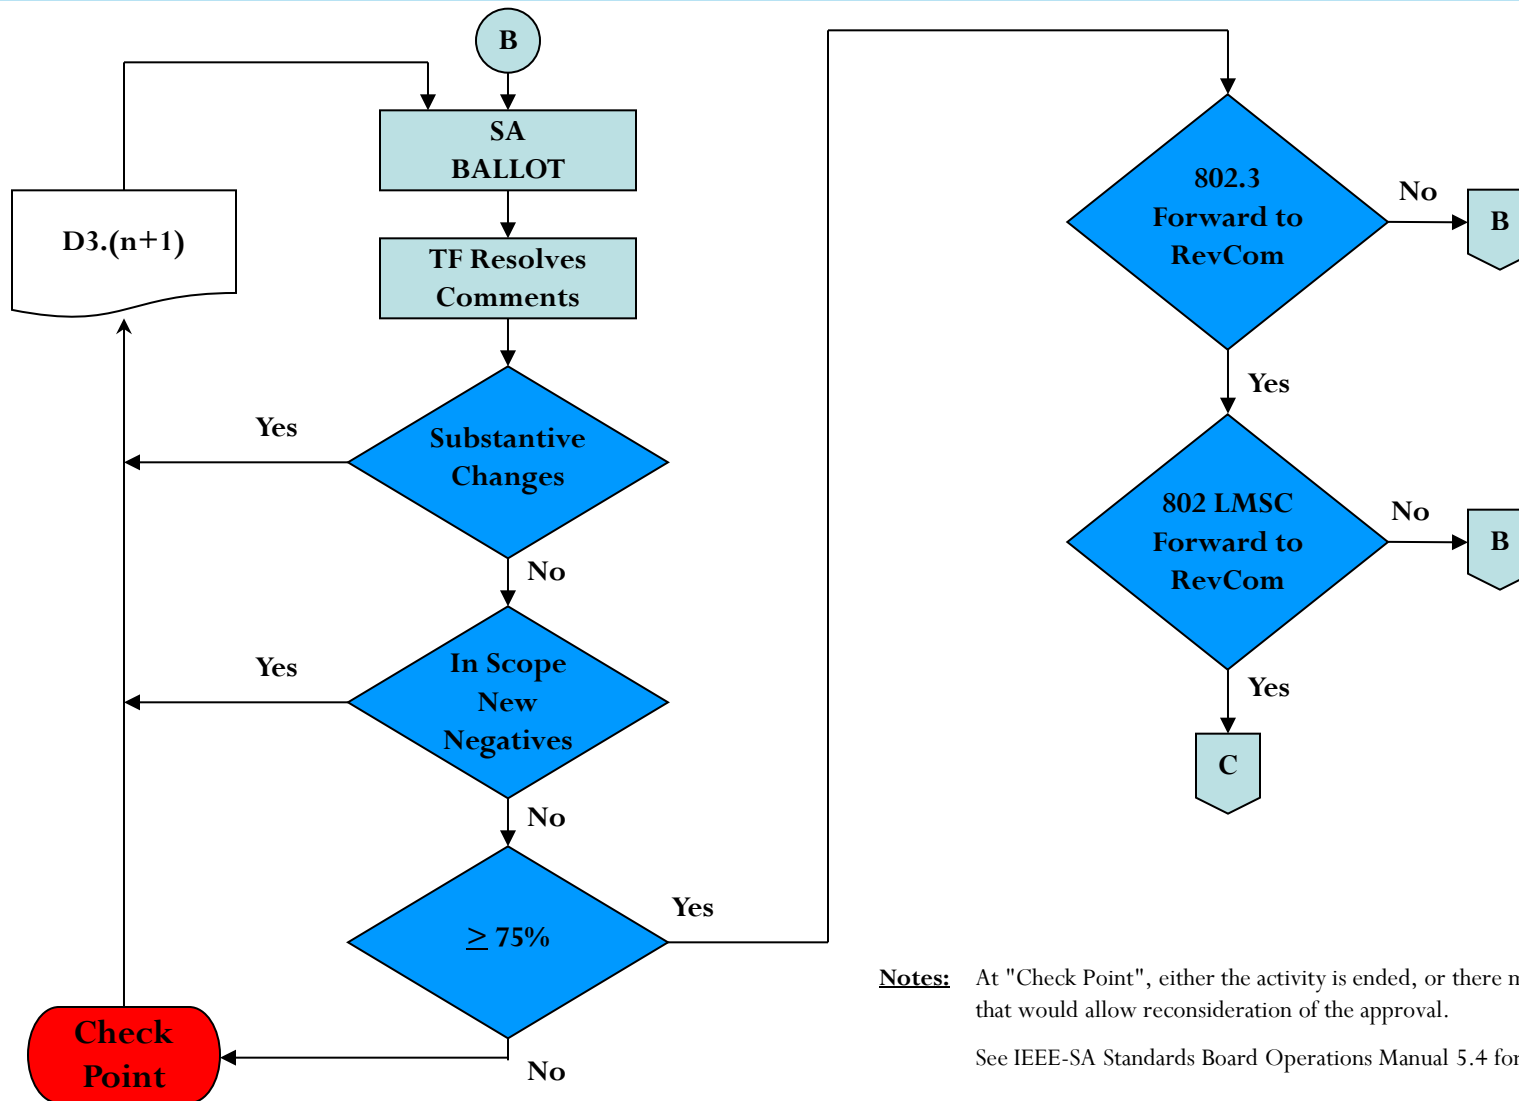 B
SA
BALLOT
D3.(n+1)
TF Resolves
Comments
Yes
Substantive
Changes
No
Yes
In Scope
New
Negatives
No
≥ 75%
Yes
No
Check
Point
802.3
Forward to
RevCom
No
B
Yes
802 LMSC
Forward to
RevCom
No
B
Yes
C
Notes: At "Check Point", either the activity is ended, or there
that would allow reconsideration of the approval.
See IEEE-SA Standards Board Operations Manual 5.4 for